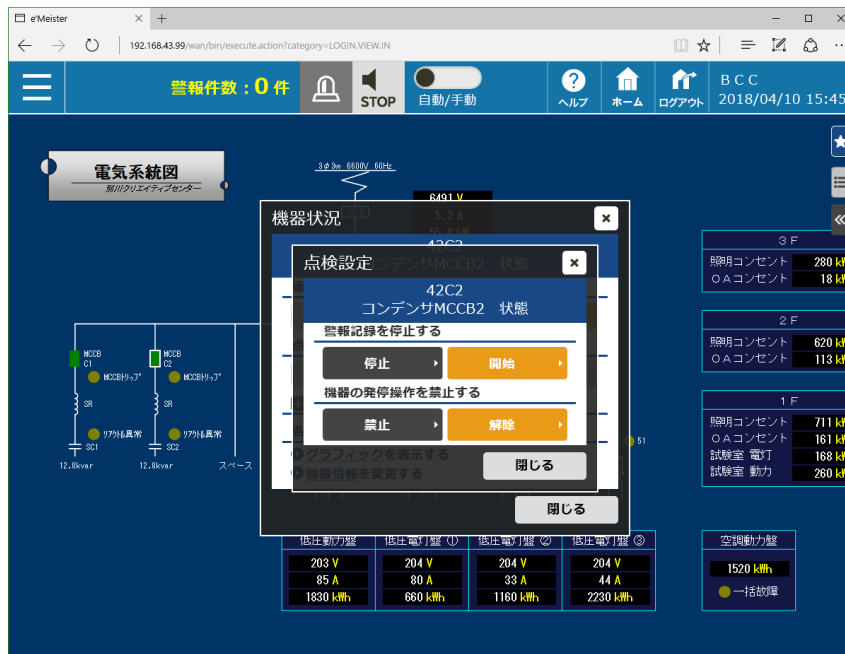 e'Meister
192.168.43.99/wan/bin/execute.action?category=LOGIN.VIEW.IN
警報件数：0 件
STOP
自動/手動
ヘルプ
ホーム
ログアウト
BCC
2018/04/10 15:45
電気系統図
別川クリエイティブセンター
3φ3w 6600V 60Hz
6491 V
5.2 A
機器状況
42C2
コンデンサMCCB2 状態
点検設定
42C2
コンデンサMCCB2 状態
警報記録を停止する
停止
開始
機器の発停操作を禁止する
禁止
解除
グラフィックを表示する
機器情報を変更する
閉じる
閉じる
MCCB
C1
MCCBﾄﾘｯﾌﾟ
MCCB
C2
MCCBﾄﾘｯﾌﾟ
SR
SR
ﾘｱｸﾄﾙ異常
ﾘｱｸﾄﾙ異常
SC1
SC2
12.8kvar
12.8kvar
スペース
51
3F
照明コンセント 280
OAコンセント 18
2F
照明コンセント 620
OAコンセント 113
1F
照明コンセント 711
OAコンセント 161
試験室 電灯 168
試験室 動力 260
低圧動力盤
203 V
85 A
1830 kWh
低圧電灯盤 ①
204 V
80 A
660 kWh
低圧電灯盤 ②
204 V
33 A
1160 kWh
低圧電灯盤 ③
204 V
44 A
2230 kWh
空調動力盤
1520 kWh
一括故障